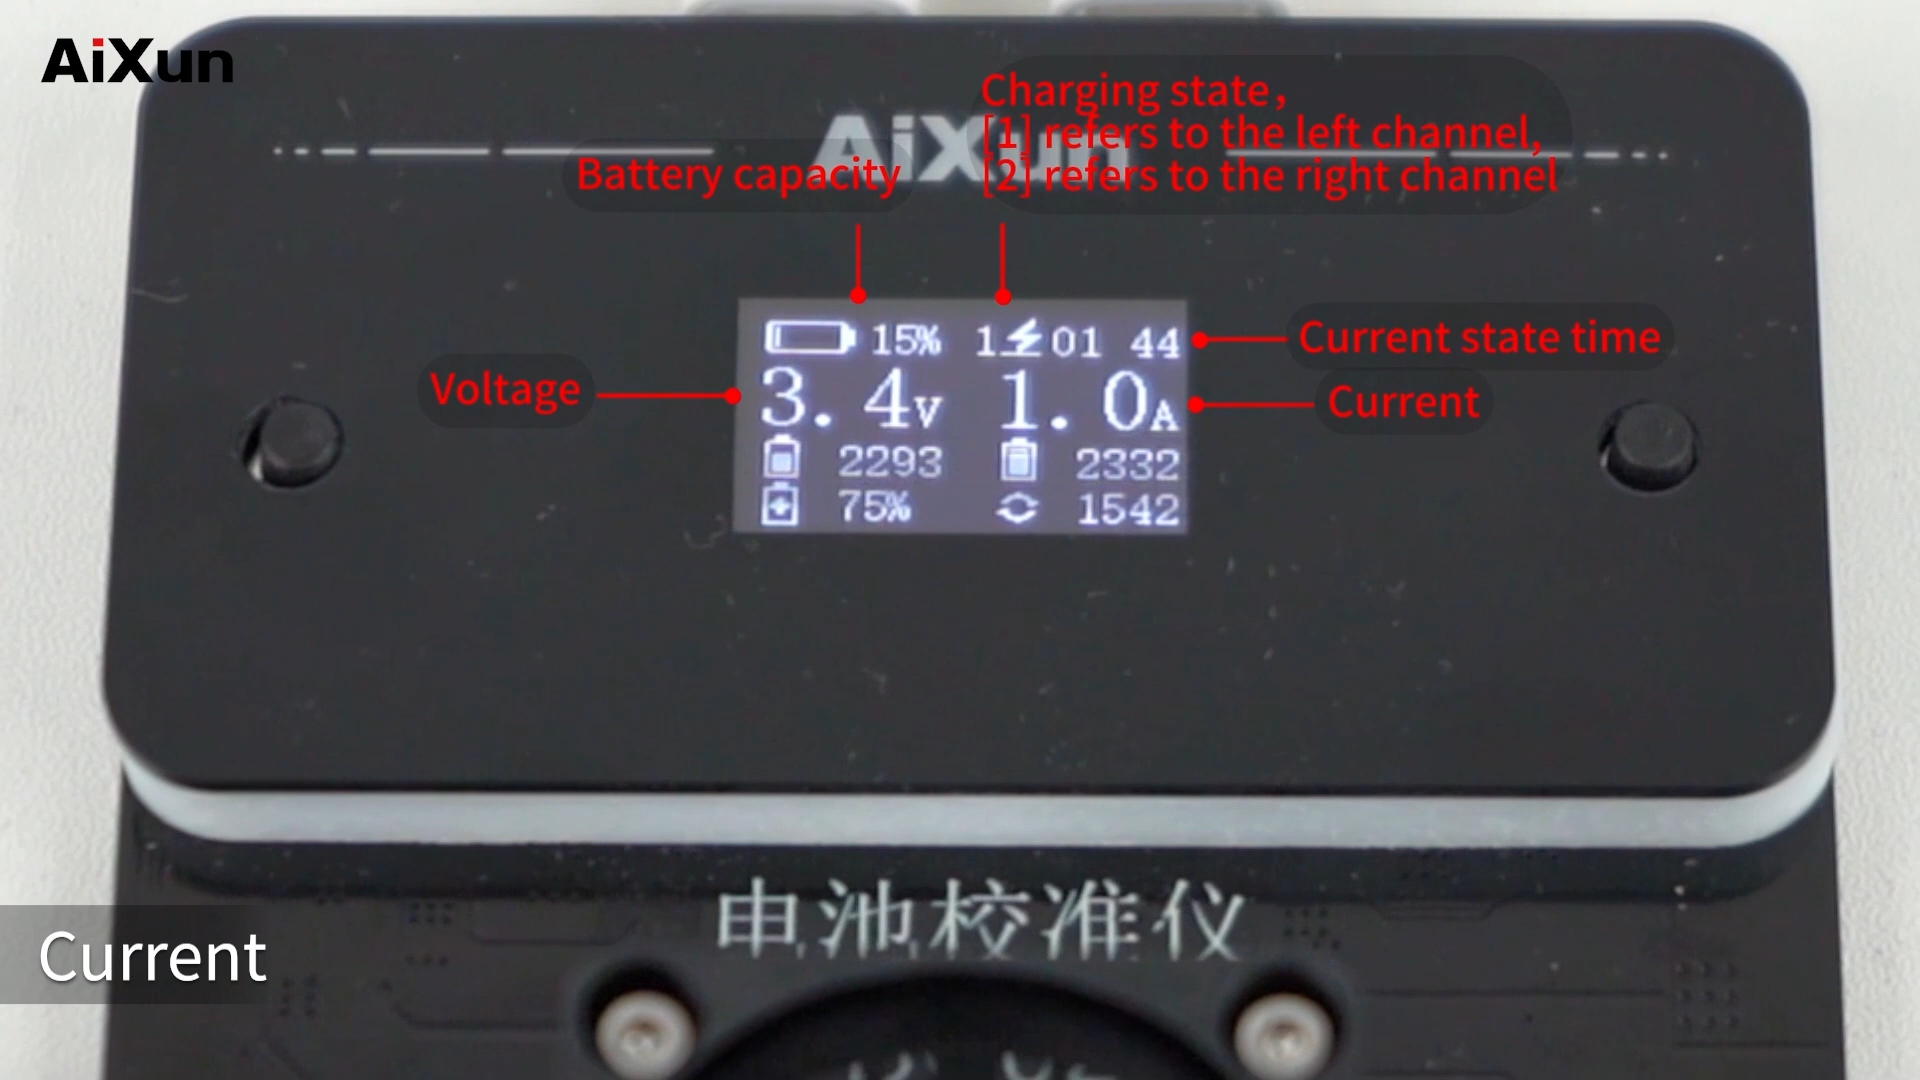 AiXun
Charging state,
[1] refers to the left channel,
[2] refers to the right channel
AiXun
Battery capacity
15% 1 01 44
Current state time
Voltage
3.4V 1.0A
Current
2293 2332
75% 1542
电池校准仪
Current